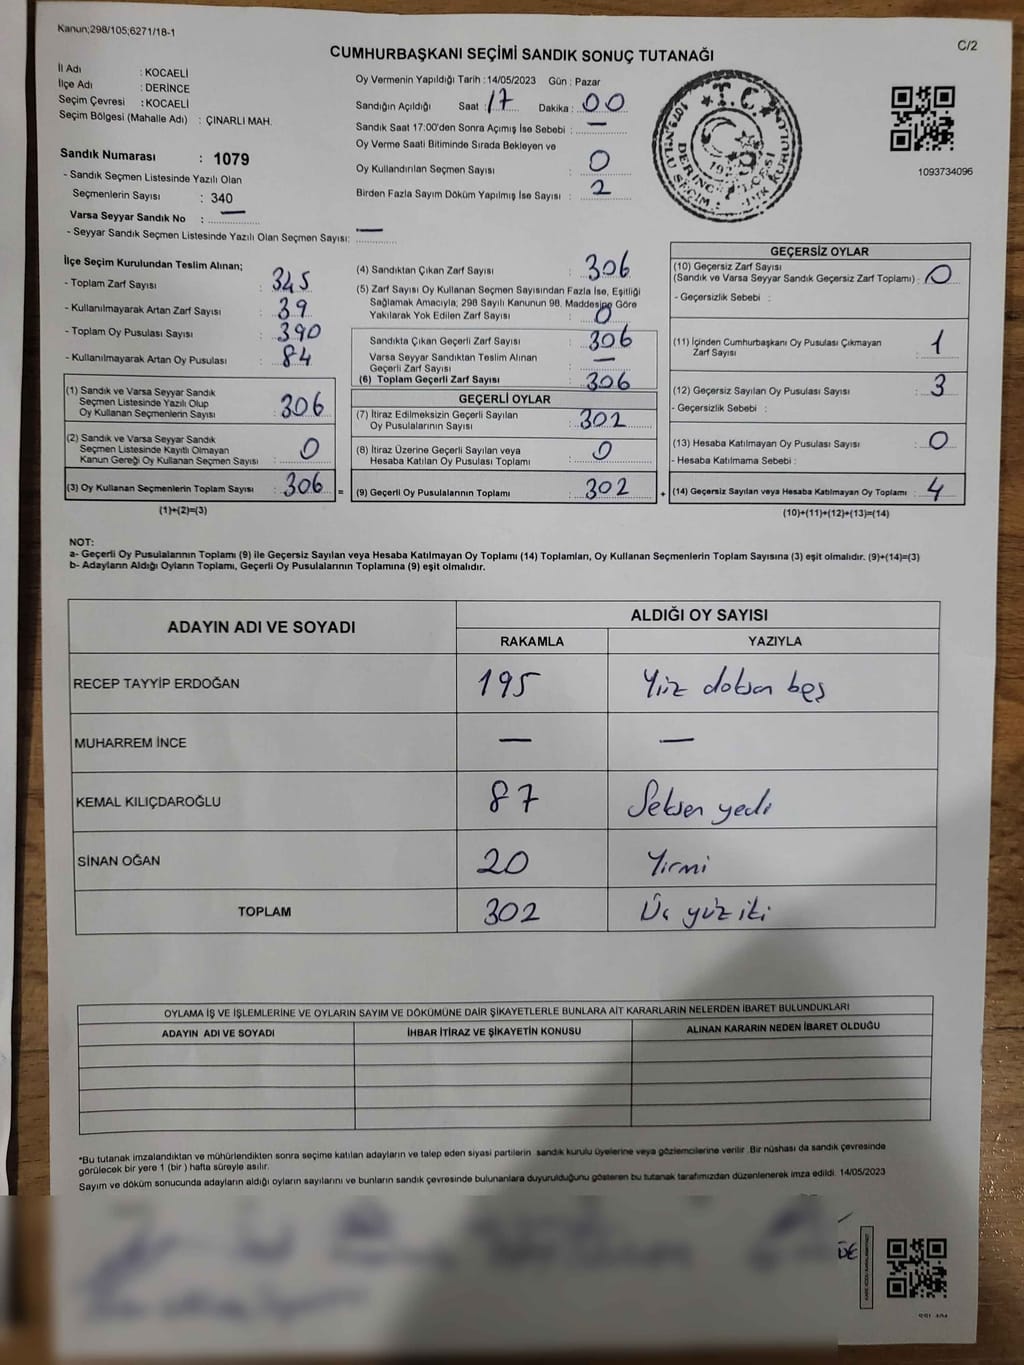 Kanun;298/105;6271/18-1
C/2
CUMHURBAŞKANI SEÇİMİ SANDIK SONUÇ TUTANAĞI
İl Adı : KOCAELİ
İlçe Adı : DERİNCE
Seçim Çevresi : KOCAELİ
Seçim Bölgesi (Mahalle Adı) : ÇINARLI MAH.
Sandık Numarası : 1079
- Sandık Seçmen Listesinde Yazılı Olan
Seçmenlerin Sayısı : 340
Varsa Seyyar Sandık No : —
- Seyyar Sandık Seçmen Listesinde Yazılı Olan Seçmen Sayısı: —
Oy Vermenin Yapıldığı Tarih : 14/05/2023 Gün : Pazar
Sandığın Açıldığı Saat : 17 Dakika : 00
Sandık Saat 17:00'den Sonra Açımış İse Sebebi : —
Oy Verme Saati Bitiminde Sırada Bekleyen ve
Oy Kullandırılan Seçmen Sayısı : 0
Birden Fazla Sayım Döküm Yapılmış İse Sayısı : 2
T.C.
1093734096
İlçe Seçim Kurulundan Teslim Alınan;
- Toplam Zarf Sayısı : 345
- Kullanılmayarak Artan Zarf Sayısı : 39
- Toplam Oy Pusulası Sayısı : 390
- Kullanılmayarak Artan Oy Pusulası : 84
(1) Sandık ve Varsa Seyyar Sandık
Seçmen Listesinde Yazılı Olup
Oy Kullanan Seçmenlerin Sayısı : 306
(2) Sandık ve Varsa Seyyar Sandık
Seçmen Listesinde Kayıtlı Olmayan
Kanun Gereği Oy Kullanan Seçmen Sayısı : 0
(3) Oy Kullanan Seçmenlerin Toplam Sayısı : 306 =
(1)+(2)=(3)
(4) Sandıktan Çıkan Zarf Sayısı : 306
(5) Zarf Sayısı Oy Kullanan Seçmen Sayısından Fazla İse, Eşitliği
Sağlamak Amacıyla; 298 Sayılı Kanunun 98. Maddesine Göre
Yakılarak Yok Edilen Zarf Sayısı : 0
Sandıkta Çıkan Geçerli Zarf Sayısı : 306
Varsa Seyyar Sandıktan Teslim Alınan
Geçerli Zarf Sayısı : —
(6) Toplam Geçerli Zarf Sayısı : 306
GEÇERLİ OYLAR
(7) İtiraz Edilmeksizin Geçerli Sayılan
Oy Pusulalarının Sayısı : 302
(8) İtiraz Üzerine Geçerli Sayılan veya
Hesaba Katılan Oy Pusulası Toplamı : 0
(9) Geçerli Oy Pusulalarının Toplamı : 302 +
GEÇERSİZ OYLAR
(10) Geçersiz Zarf Sayısı
(Sandık ve Varsa Seyyar Sandık Geçersiz Zarf Toplamı) : 0
- Geçersizlik Sebebi :
(11) İçinden Cumhurbaşkanı Oy Pusulası Çıkmayan
Zarf Sayısı : 1
(12) Geçersiz Sayılan Oy Pusulası Sayısı : 3
- Geçersizlik Sebebi :
(13) Hesaba Katılmayan Oy Pusulası Sayısı : 0
- Hesaba Katılmama Sebebi :
(14) Geçersiz Sayılan veya Hesaba Katılmayan Oy Toplamı : 4
(10)+(11)+(12)+(13)=(14)
NOT:
a- Geçerli Oy Pusulalarının Toplamı (9) ile Geçersiz Sayılan veya Hesaba Katılmayan Oy Toplamı (14) Toplamları, Oy Kullanan Seçmenlerin Toplam Sayısına (3) eşit olmalıdır. (9)+(14)=(3)
b- Adayların Aldığı Oyların Toplamı, Geçerli Oy Pusulalarının Toplamına (9) eşit olmalıdır.
ADAYIN ADI VE SOYADI
ALDIĞI OY SAYISI
RAKAMLA YAZIYLA
RECEP TAYYİP ERDOĞAN 195 Yüz doksan beş
MUHARREM İNCE — —
KEMAL KILIÇDAROĞLU 87 Seksen yedi
SİNAN OĞAN 20 Yirmi
TOPLAM 302 Üç yüz iki
OYLAMA İŞ VE İŞLEMLERİNE VE OYLARIN SAYIM VE DÖKÜMÜNE DAİR ŞİKAYETLERLE BUNLARA AİT KARARLARIN NELERDEN İBARET BULUNDUKLARI
ADAYIN ADI VE SOYADI İHBAR İTİRAZ VE ŞİKAYETİN KONUSU ALINAN KARARIN NEDEN İBARET OLDUĞU
*Bu tutanak imzalandıktan ve mühürlendikten sonra seçime katılan adayların ve talep eden siyasi partilerin sandık kurulu üyelerine veya gözlemcilerine verilir. Bir nüshası da sandık çevresinde
görülecek bir yere 1 (bir ) hafta süreyle asılır.
Sayım ve döküm sonucunda adayların aldığı oyların sayılarını ve bunların sandık çevresinde bulunanlara duyurulduğunu gösteren bu tutanak tarafımızdan düzenlenerek imza edildi. 14/05/2023